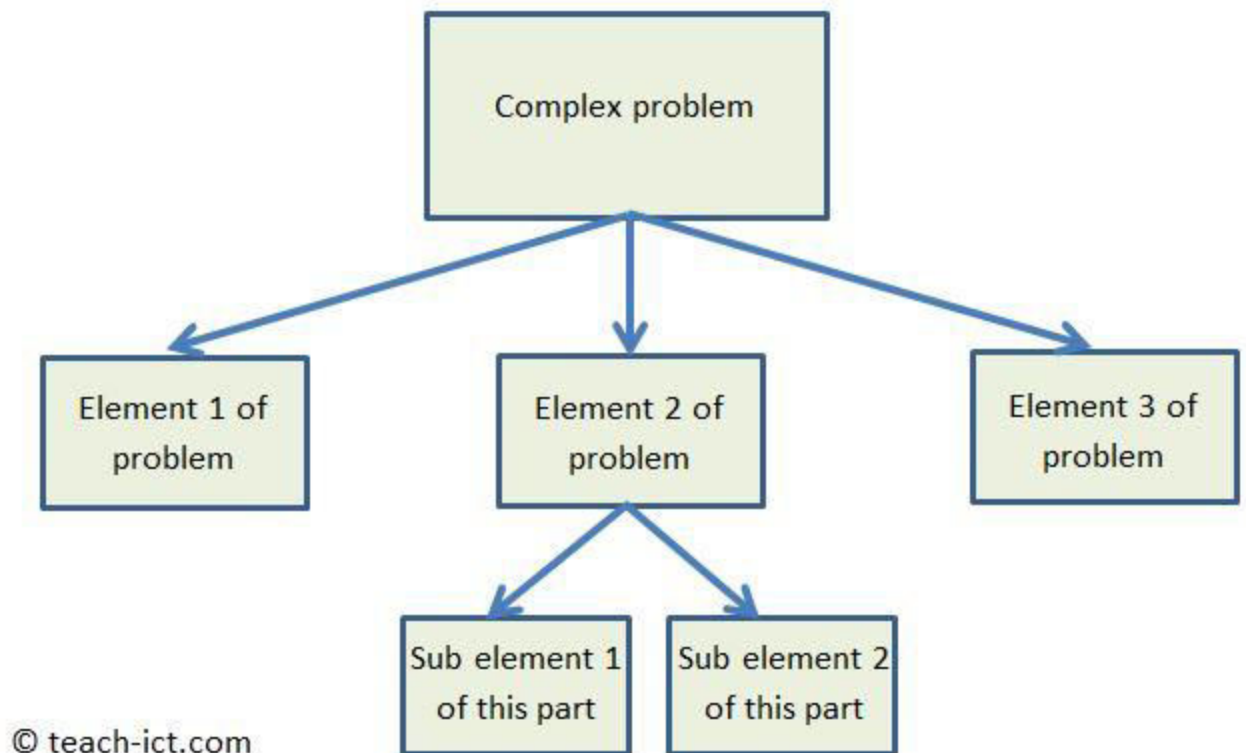 Complex problem
Element 1 of
problem
Element 2 of
problem
Element 3 of
problem
Sub element 1
of this part
Sub element 2
of this part
© teach-ict.com